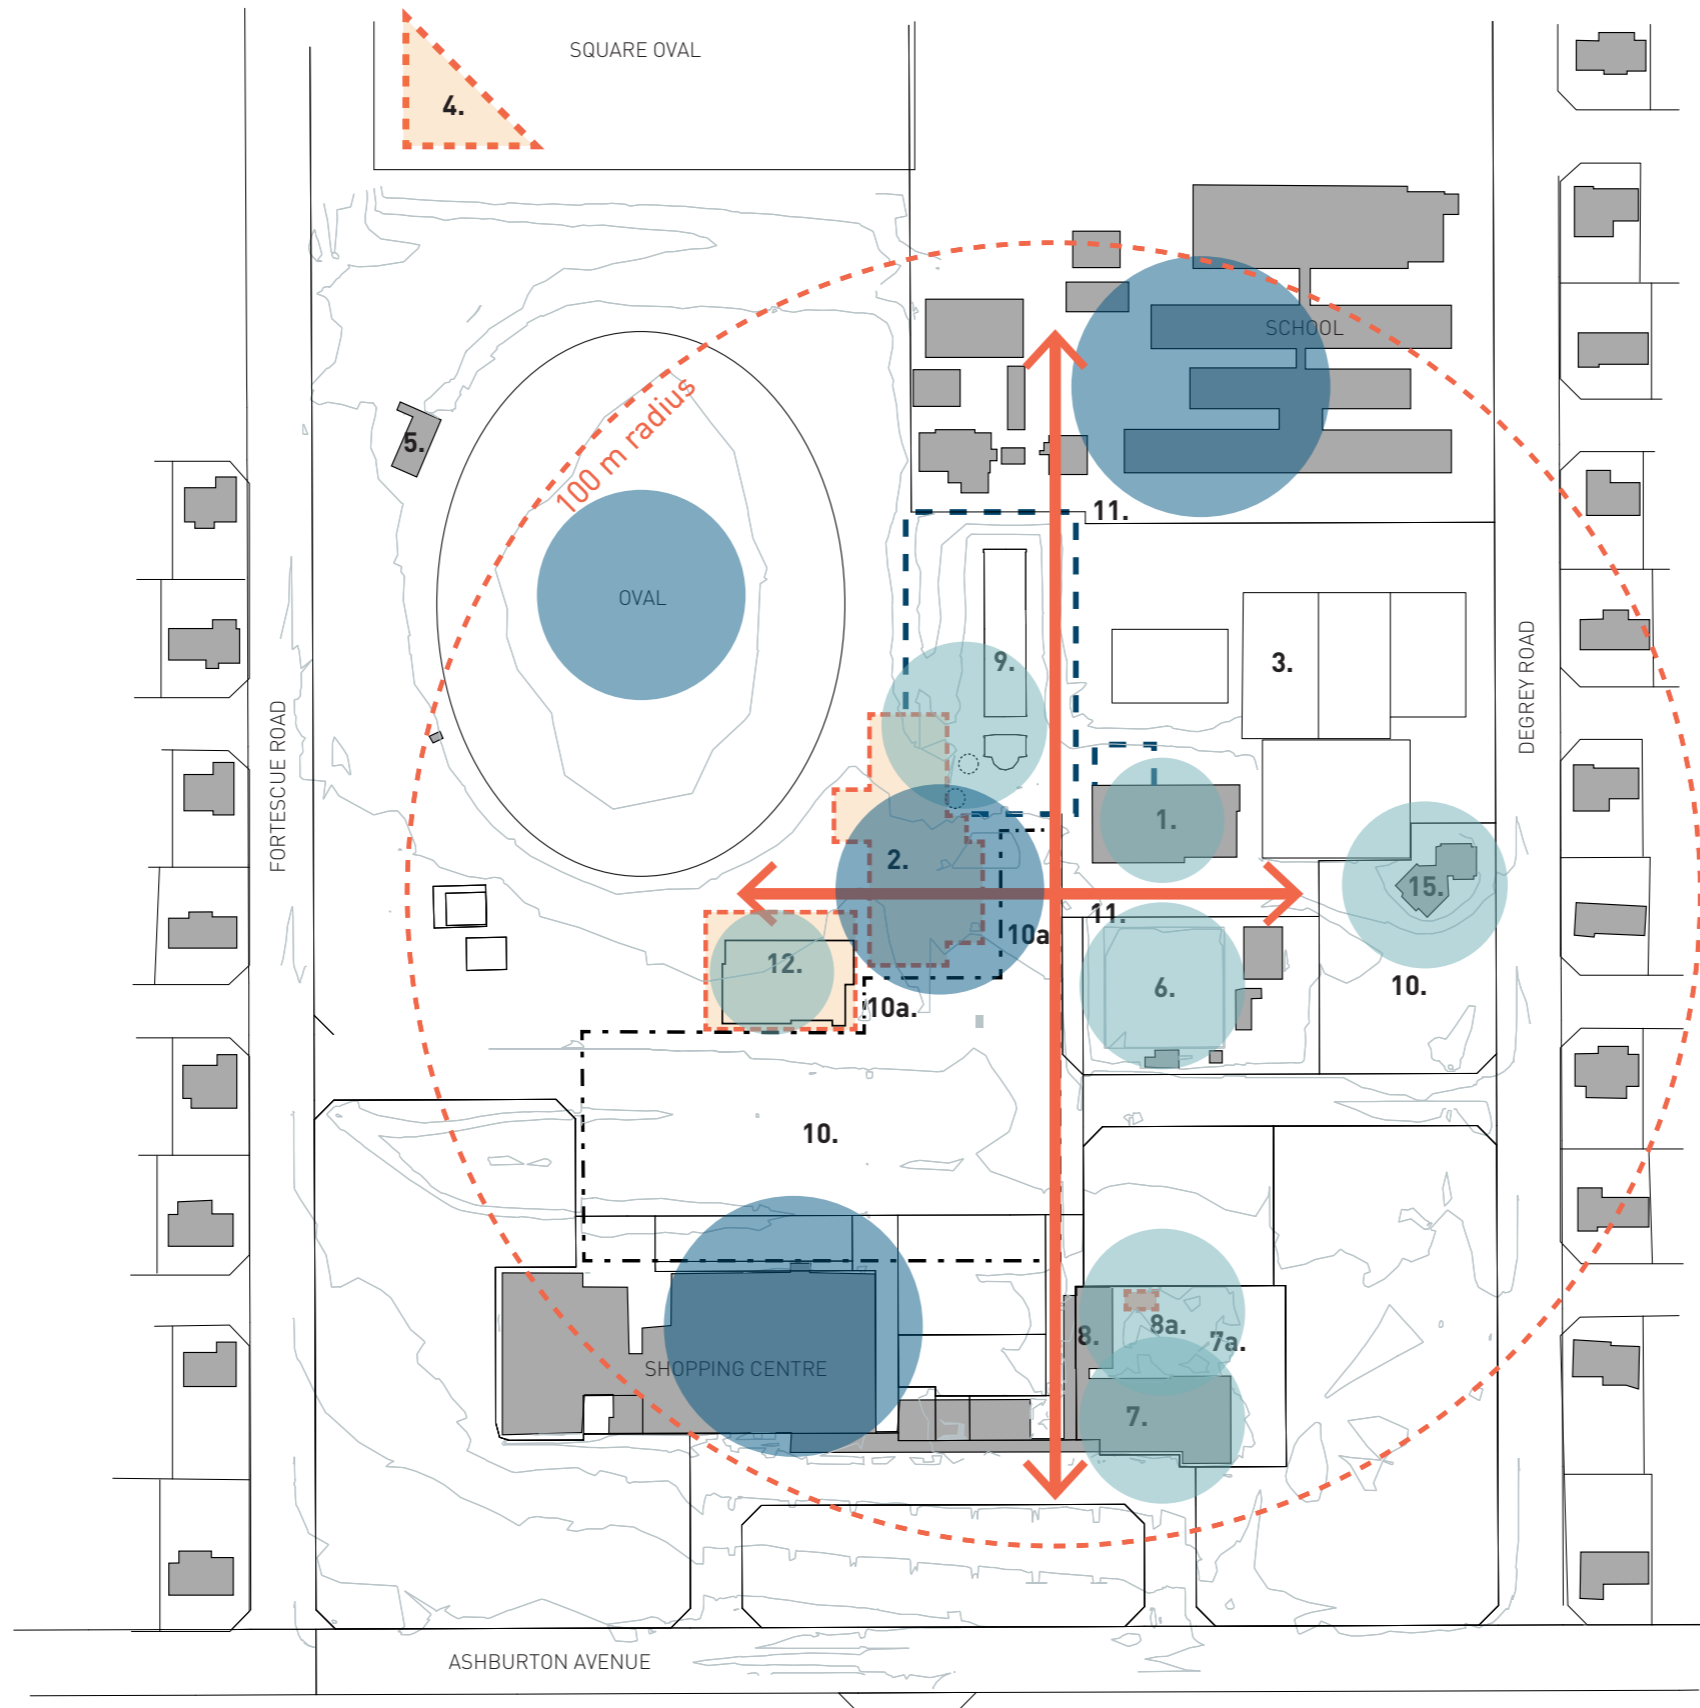 SQUARE OVAL
4.
SCHOOL
100 m radius
5.
11.
OVAL
9.
3.
DEGREY ROAD
FORTESCUE ROAD
1.
2.
15.
11.
10a
12.
6.
10.
10a.
10.
8a.
8.
7a.
SHOPPING CENTRE
7.
ASHBURTON AVENUE